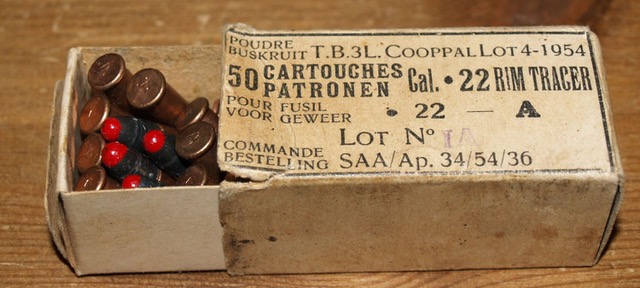 POUDRE
BUSKRUIT T.B.3L. COOPPAL LOT 4-1954
50 CARTOUCHES PATRONEN Cal. •22 RIM TRACER
POUR FUSIL
VOOR GEWEER •22 — A
LOT No IA
COMMANDE
BESTELLING SAA/Ap. 34/54/36